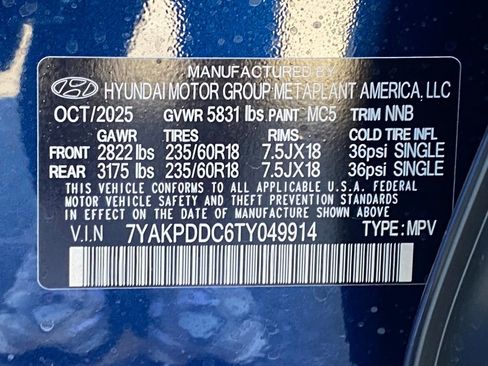 MANUFACTURED BY
HYUNDAI MOTOR GROUP METAPLANT AMERICA, LLC
OCT/2025 GVWR 5831 lbs PAINT MC5 TRIM NNB
GAWR TIRES RIMS COLD TIRE INFL
FRONT 2822 lbs 235/60R18 7.5JX18 36psi SINGLE
REAR 3175 lbs 235/60R18 7.5JX18 36psi SINGLE
THIS VEHICLE CONFORMS TO ALL APPLICABLE U.S.A. FEDERAL
MOTOR VEHICLE SAFETY AND THEFT PREVENTION STANDARDS
IN EFFECT ON THE DATE OF MANUFACTURE SHOWN ABOVE.
V.I.N 7YAKPDDC6TY049914 TYPE: MPV